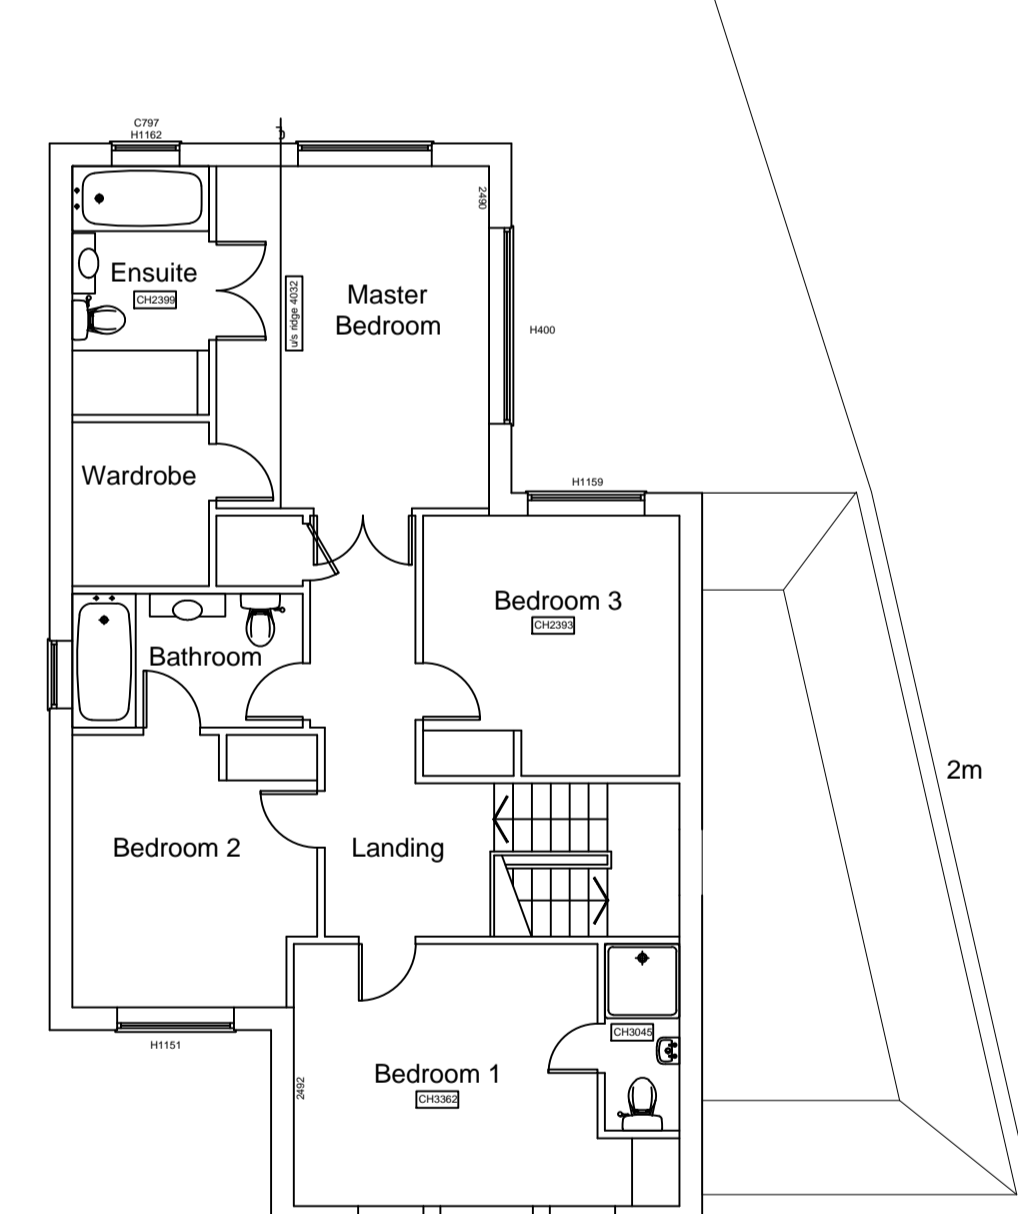 C797
H1162
2490
Ensuite
CH2399
u/s ridge 4032
Master
Bedroom
H400
Wardrobe
H1159
Bedroom 3
CH2393
Bathroom
2m
Bedroom 2
Landing
H1151
CH3045
Bedroom 1
CH3362
2492